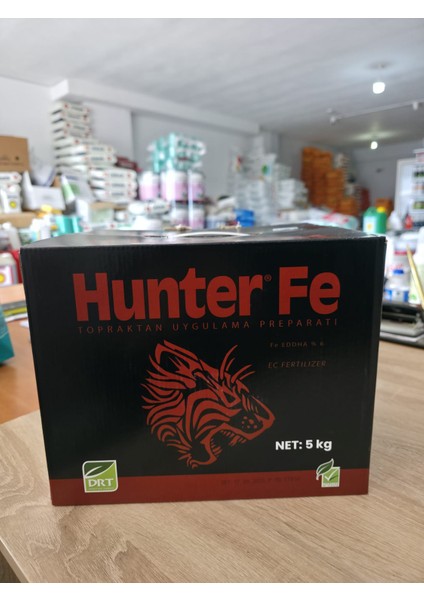 Hunter® Fe
TOPRAKTAN UYGULAMA PREPARATI
Fe EDDHA % 6
EC FERTILIZER
NET: 5 kg
DRT